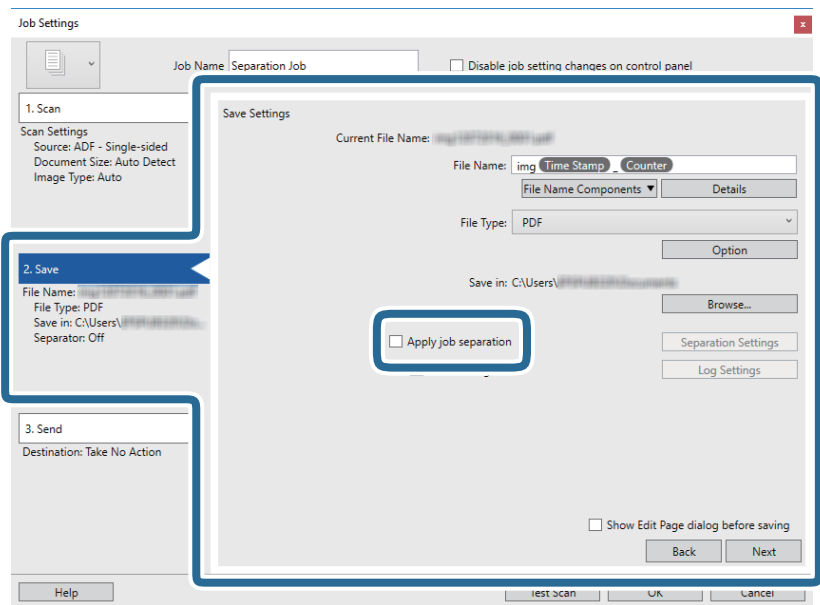 Job Settings
x
Job Name Separation Job
Disable job setting changes on control panel
1. Scan
Scan Settings
Source: ADF - Single-sided
Document Size: Auto Detect
Image Type: Auto
2. Save
File Name:
File Type: PDF
Save in: C:\Users\
Separator: Off
3. Send
Destination: Take No Action
Save Settings
Current File Name:
File Name: img Time Stamp _ Counter
File Name Components ▼ Details
File Type: PDF
Option
Save in: C:\Users\
Browse...
Apply job separation Separation Settings
Log Settings
Show Edit Page dialog before saving
Back Next
Help Test Scan OK Cancel